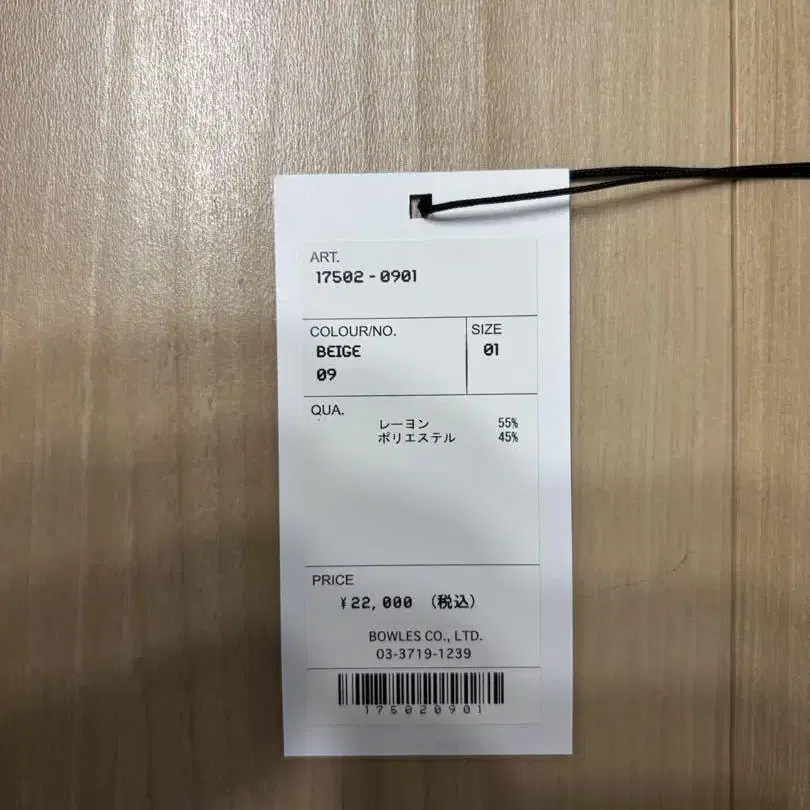 ART.
17502-0901
COLOUR/NO.
BEIGE
09
SIZE
01
QUA.
レーヨン 55%
ポリエステル 45%
PRICE
¥22,000 (税込)
BOWLES CO., LTD.
03-3719-1239
175020901